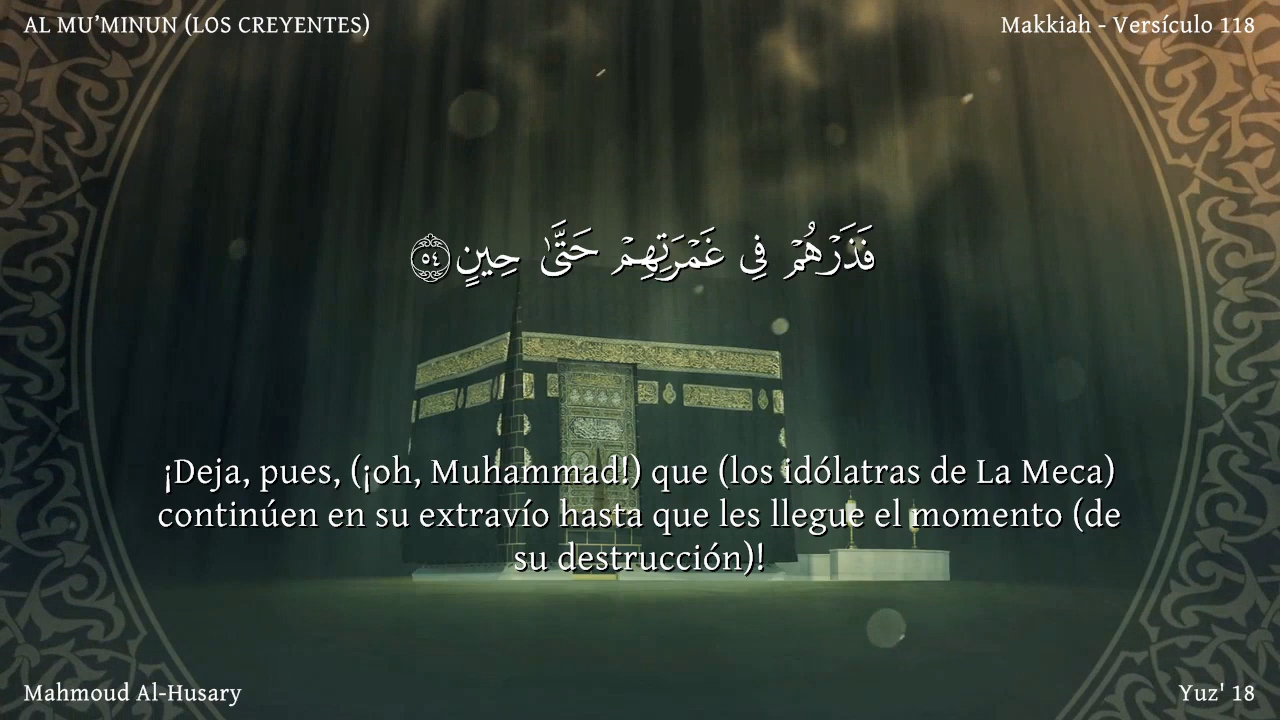 AL MU’MINUN (LOS CREYENTES)
Makkiah - Versículo 118
فَذَرْهُمْ فِي غَمْرَتِهِمْ حَتَّىٰ حِينٍ ٥٤
¡Deja, pues, (¡oh, Muhammad!) que (los idólatras de La Meca)
continúen en su extravío hasta que les llegue el momento (de
su destrucción)!
Mahmoud Al-Husary
Yuz' 18